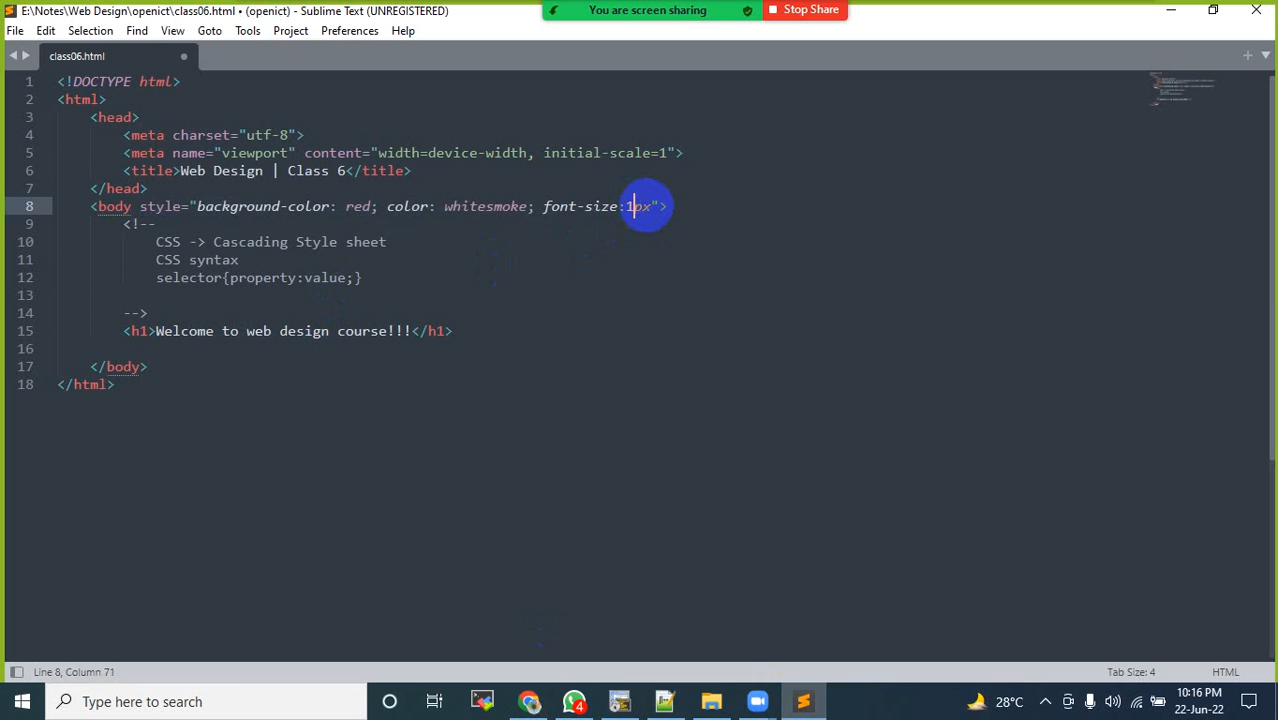 E:\Notes\Web Design\openict\class06.html • (openict) - Sublime Text (UNREGISTERED)
You are screen sharing
Stop Share
File Edit Selection Find View Goto Tools Project Preferences Help
class06.html
1 <!DOCTYPE html>
2 <html>
3 <head>
4 <meta charset="utf-8">
5 <meta name="viewport" content="width=device-width, initial-scale=1">
6 <title>Web Design | Class 6</title>
7 </head>
8 <body style="background-color: red; color: whitesmoke; font-size:1px">
9 <!--
10 CSS -> Cascading Style sheet
11 CSS syntax
12 selector{property:value;}
13
14 -->
15 <h1>Welcome to web design course!!!</h1>
16
17 </body>
18 </html>
Line 8, Column 71
Tab Size: 4
HTML
Type here to search
4
28°C
10:16 PM
22-Jun-22